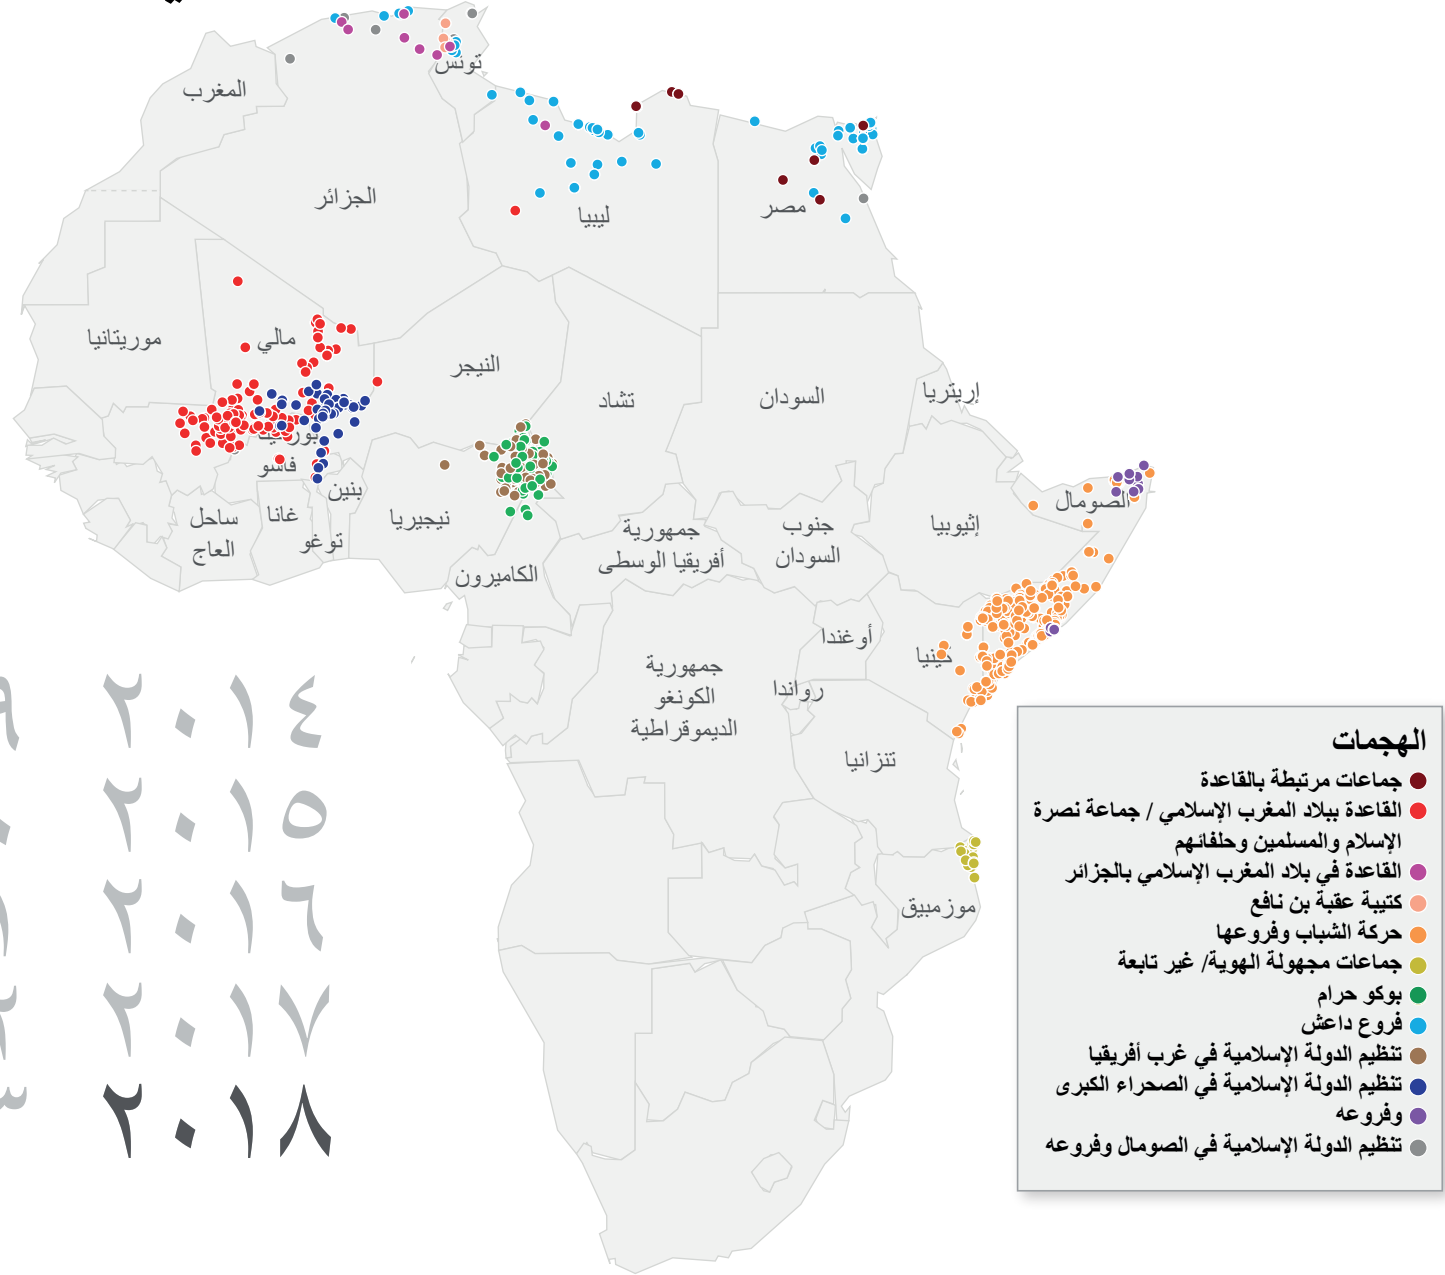 تونس
المغرب
الجزائر
ليبيا
مصر
موريتانيا
مالي
النيجر
تشاد
السودان
إريتريا
فاسو
بنين
نيجيريا
غانا
توغو
ساحل
العاج
الكاميرون
جمهورية
أفريقيا الوسطى
جنوب
السودان
إثيوبيا
الصومال
أوغندا
كينيا
رواندا
جمهورية
الكونغو
الديموقراطية
تنزانيا
موزمبيق
٢٠١٤
٢٠١٥
٢٠١٦
٢٠١٧
٢٠١٨
الهجمات
جماعات مرتبطة بالقاعدة
القاعدة ببلاد المغرب الإسلامي / جماعة نصرة
الإسلام والمسلمين وحلفائهم
القاعدة في بلاد المغرب الإسلامي بالجزائر
كتيبة عقبة بن نافع
حركة الشباب وفروعها
جماعات مجهولة الهوية/ غير تابعة
بوكو حرام
فروع داعش
تنظيم الدولة الإسلامية في غرب أفريقيا
تنظيم الدولة الإسلامية في الصحراء الكبرى
وفروعه
تنظيم الدولة الإسلامية في الصومال وفروعه